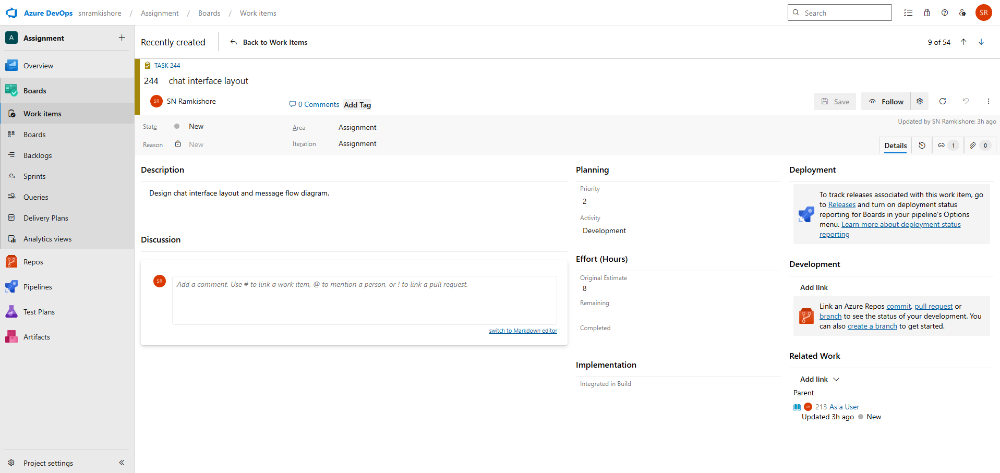 Azure DevOps snramkishore / Assignment / Boards / Work items
Search
SR
A Assignment
Recently created
Back to Work Items
9 of 54
Overview
Boards
Work items
Boards
Backlogs
Sprints
Queries
Delivery Plans
Analytics views
Repos
Pipelines
Test Plans
Artifacts
Project settings
TASK 244
244 chat interface layout
SR SN Ramkishore
0 Comments
Add Tag
Save
Follow
State New
Area Assignment
Reason New
Iteration Assignment
Updated by SN Ramkishore: 3h ago
Details
1
0
Description
Design chat interface layout and message flow diagram.
Discussion
SR
Add a comment. Use # to link a work item, @ to mention a person, or ! to link a pull request.
switch to Markdown editor
Planning
Priority
2
Activity
Development
Effort (Hours)
Original Estimate
8
Remaining
Completed
Implementation
Integrated in Build
Deployment
To track releases associated with this work item, go
to Releases and turn on deployment status
reporting for Boards in your pipeline's Options
menu. Learn more about deployment status
reporting
Development
Add link
Link an Azure Repos commit, pull request or
branch to see the status of your development. You
can also create a branch to get started.
Related Work
Add link
Parent
SR 213 As a User
Updated 3h ago New